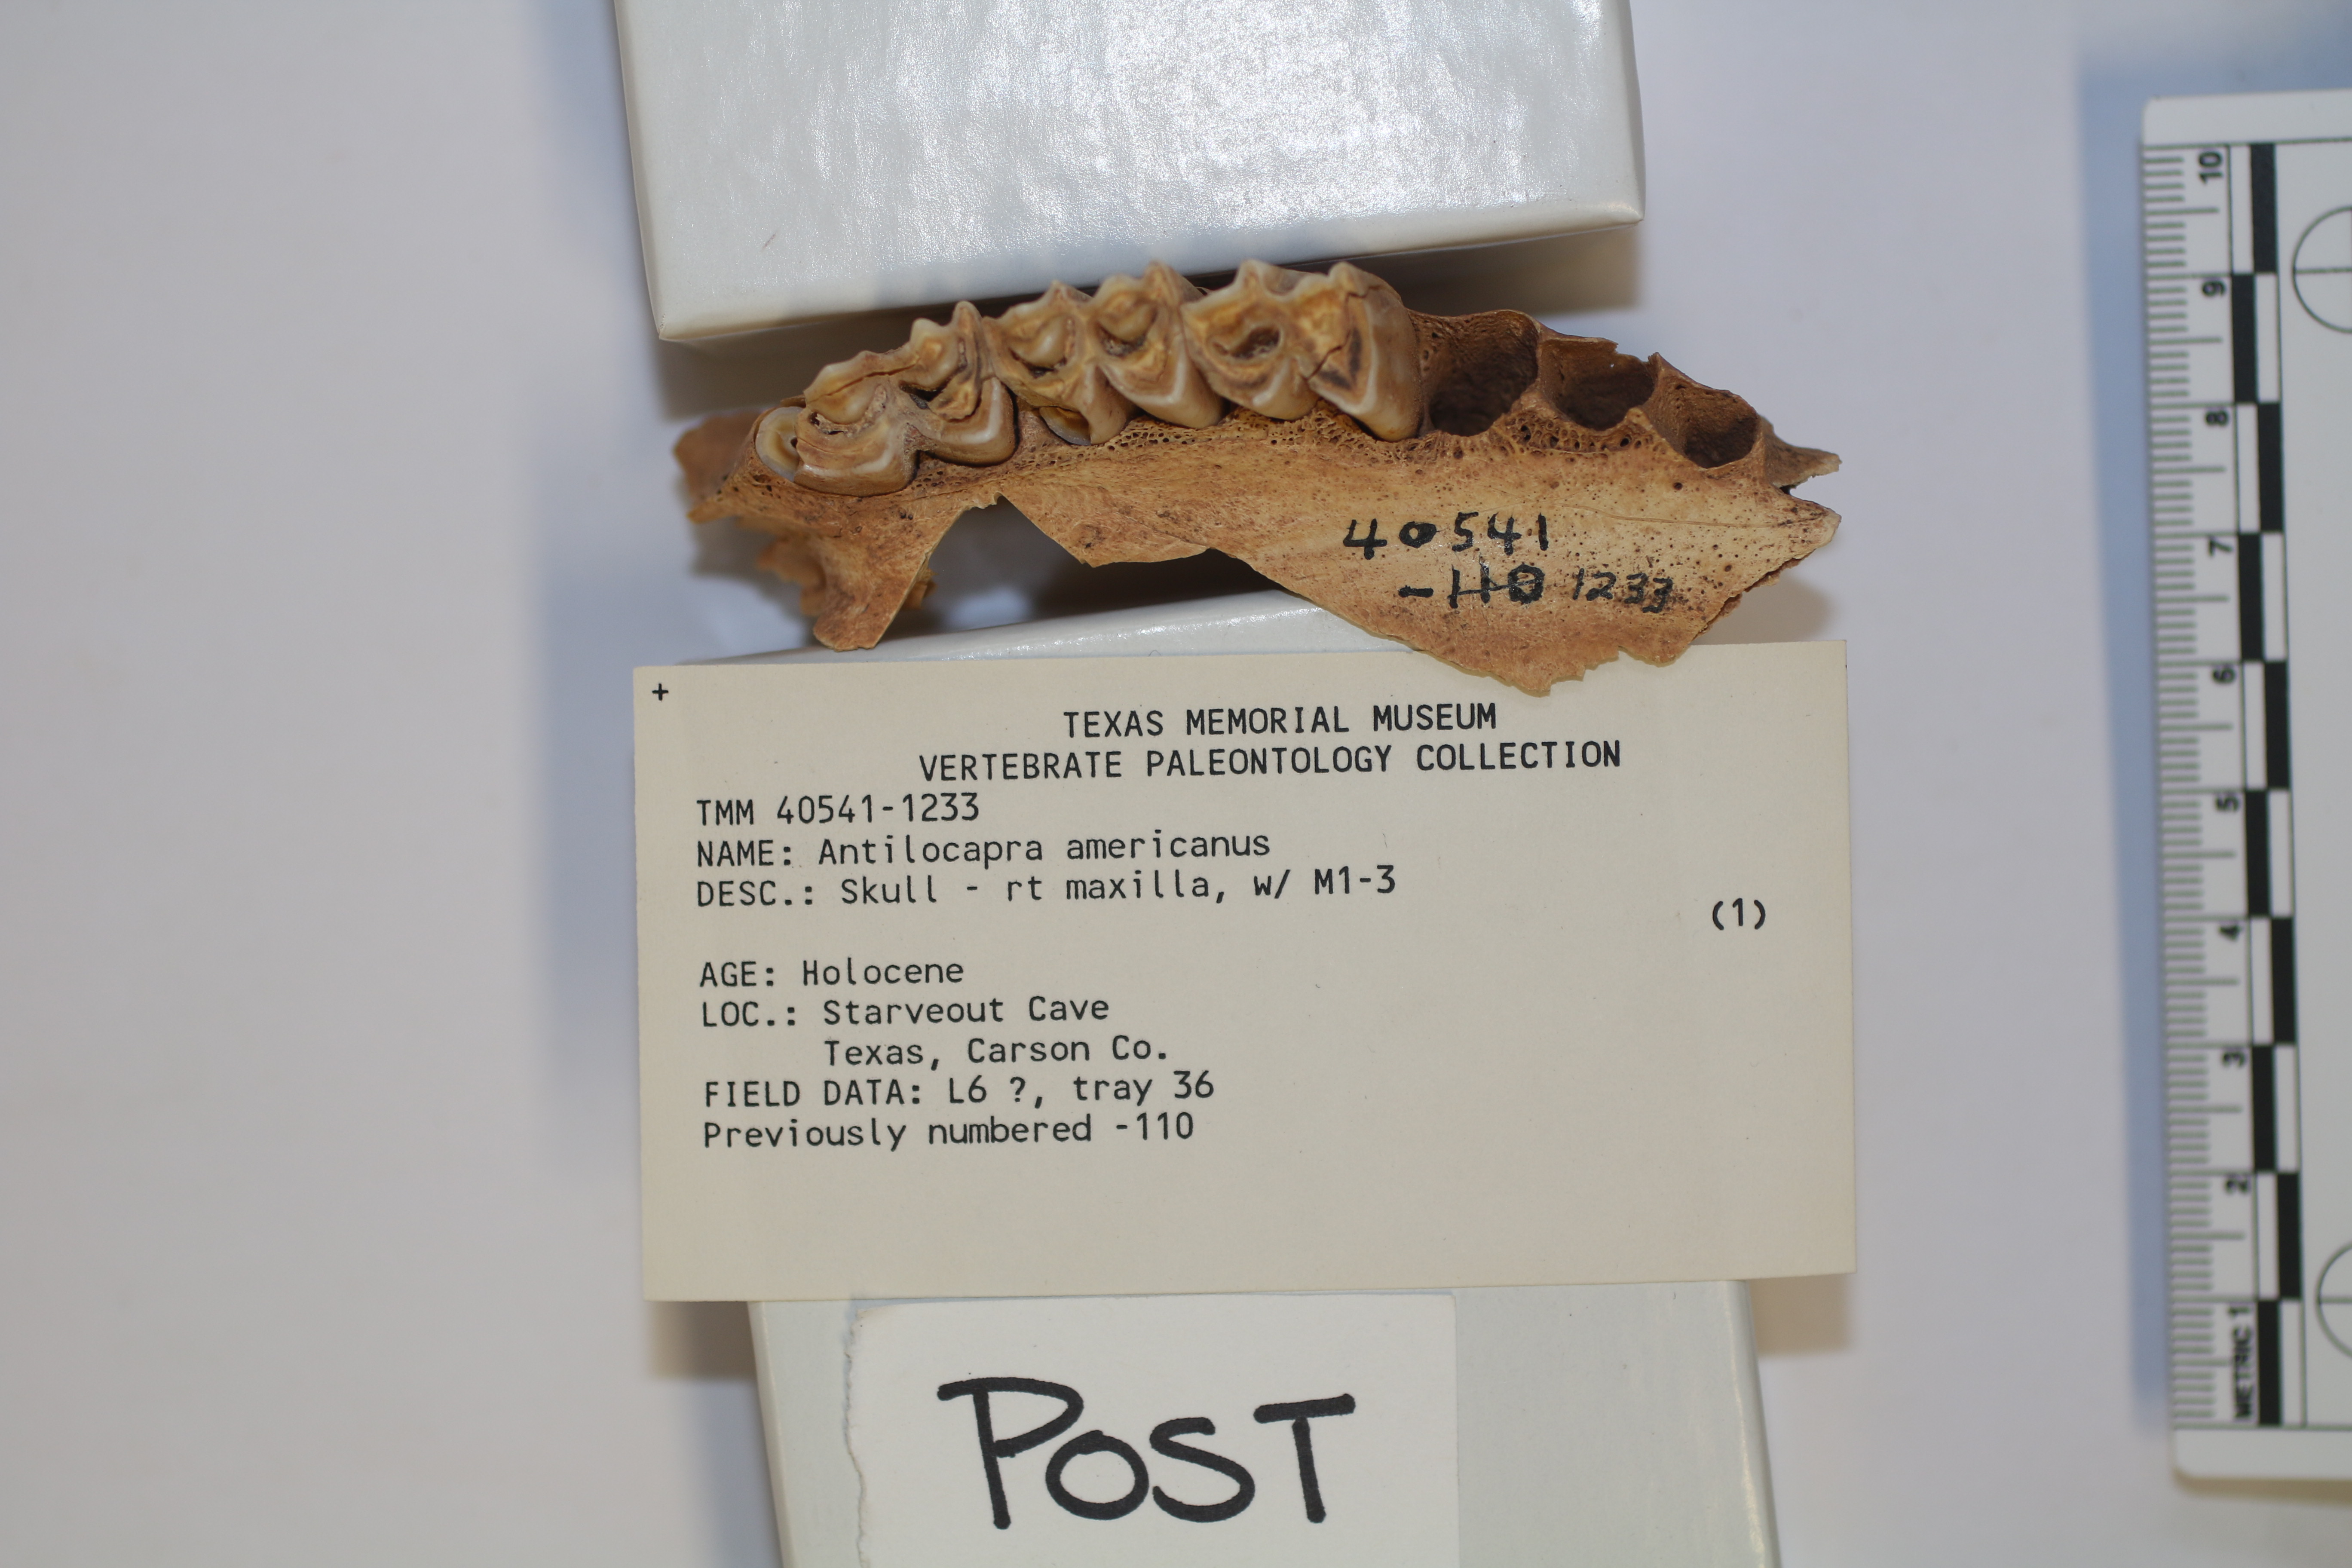 40541
-110 1233
+
TEXAS MEMORIAL MUSEUM
VERTEBRATE PALEONTOLOGY COLLECTION
TMM 40541-1233
NAME: Antilocapra americanus
DESC.: Skull - rt maxilla, w/ M1-3
(1)
AGE: Holocene
LOC.: Starveout Cave
Texas, Carson Co.
FIELD DATA: L6 ?, tray 36
Previously numbered -110
POST
10
9
8
7
6
5
4
3
2
METRIC 1